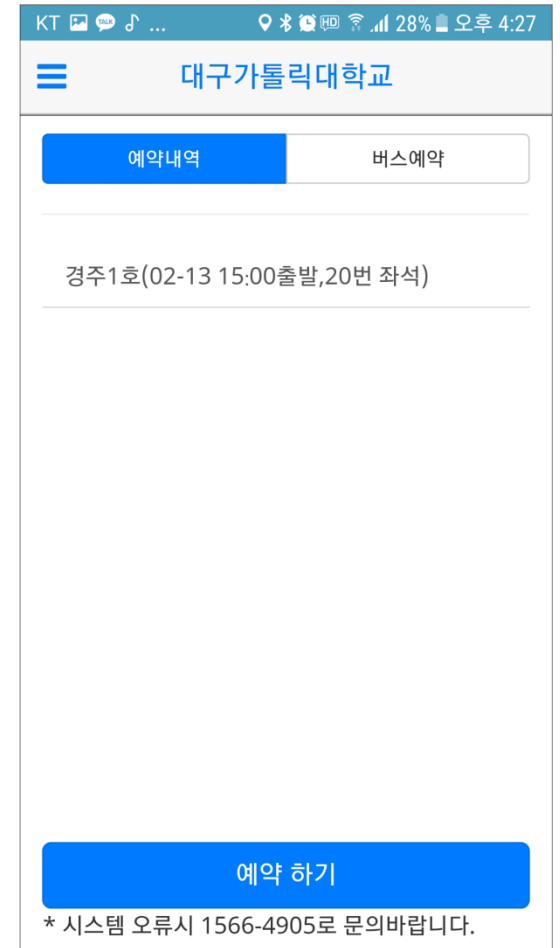 KT TALK ... HD 28% 오후 4:27
대구가톨릭대학교
예약내역 버스예약
경주1호(02-13 15:00출발,20번 좌석)
예약 하기
* 시스템 오류시 1566-4905로 문의바랍니다.